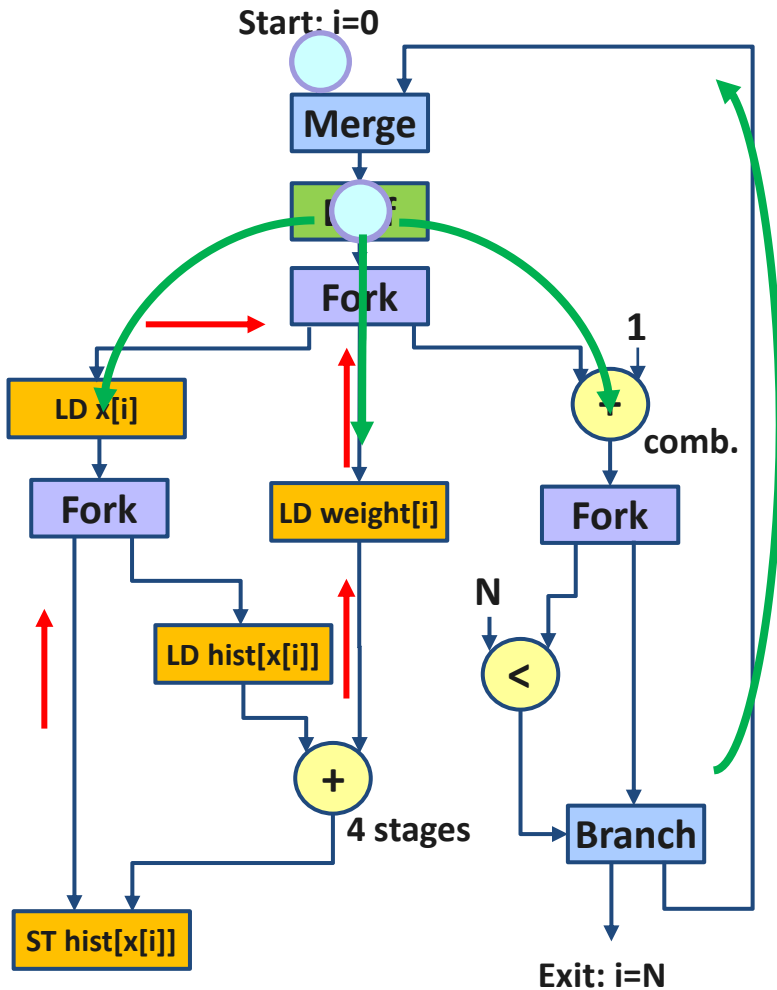 Start: i=0
Merge
Fork
1
LD x[i]
+
comb.
Fork
LD weight[i]
Fork
N
LD hist[x[i]]
<
+
4 stages
Branch
ST hist[x[i]]
Exit: i=N